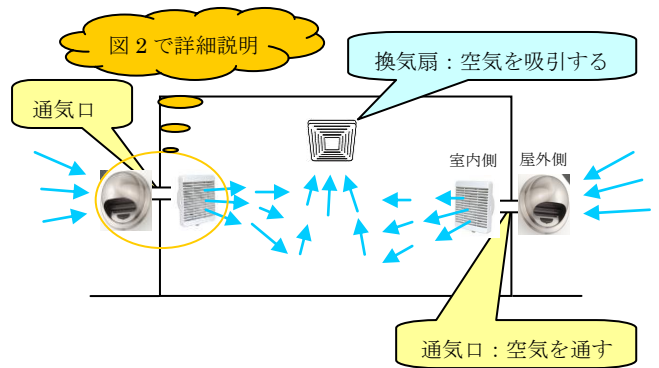 図２で詳細説明
換気扇：空気を吸引する
通気口
室内側
屋外側
通気口：空気を通す